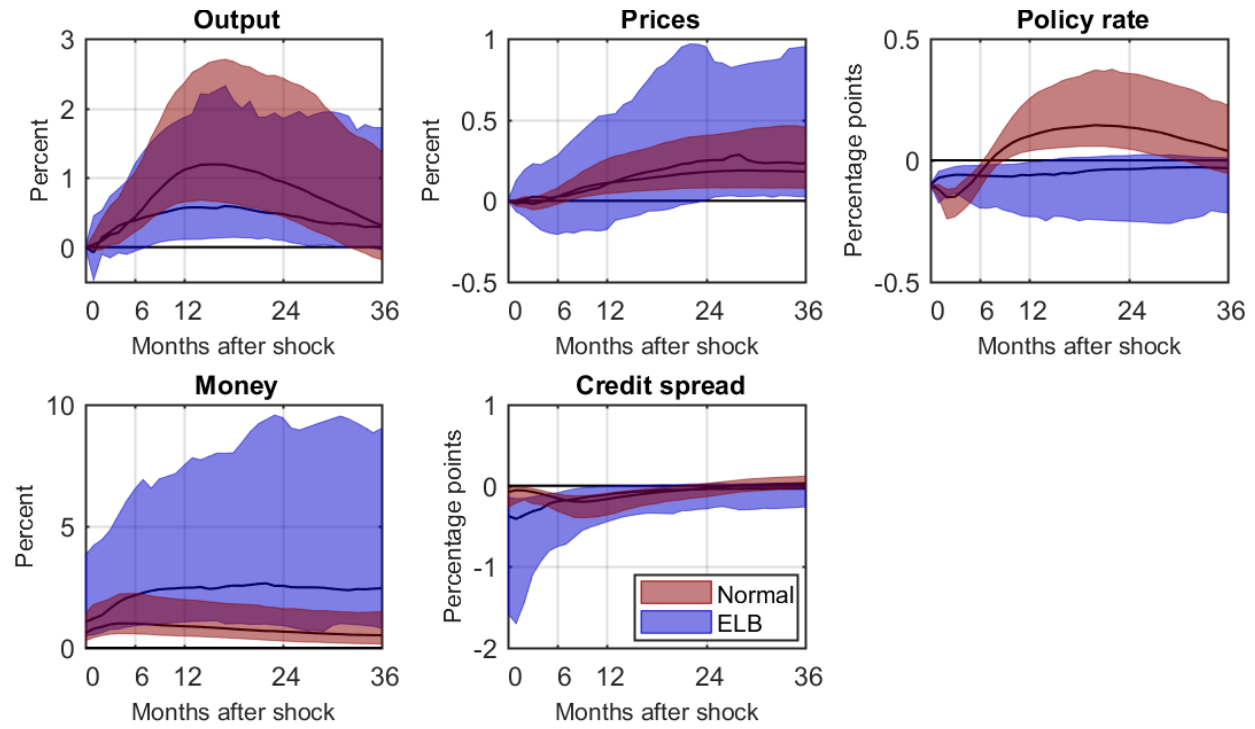 Output
3
2
1
0
Percent
0 6 12 24 36
Months after shock
Prices
1
0.5
0
-0.5
Percent
0 6 12 24 36
Months after shock
Policy rate
0.5
0
-0.5
Percentage points
0 6 12 24 36
Months after shock
Money
10
5
0
Percent
0 6 12 24 36
Months after shock
Credit spread
1
0
-1
-2
Percentage points
Normal
ELB
0 6 12 24 36
Months after shock